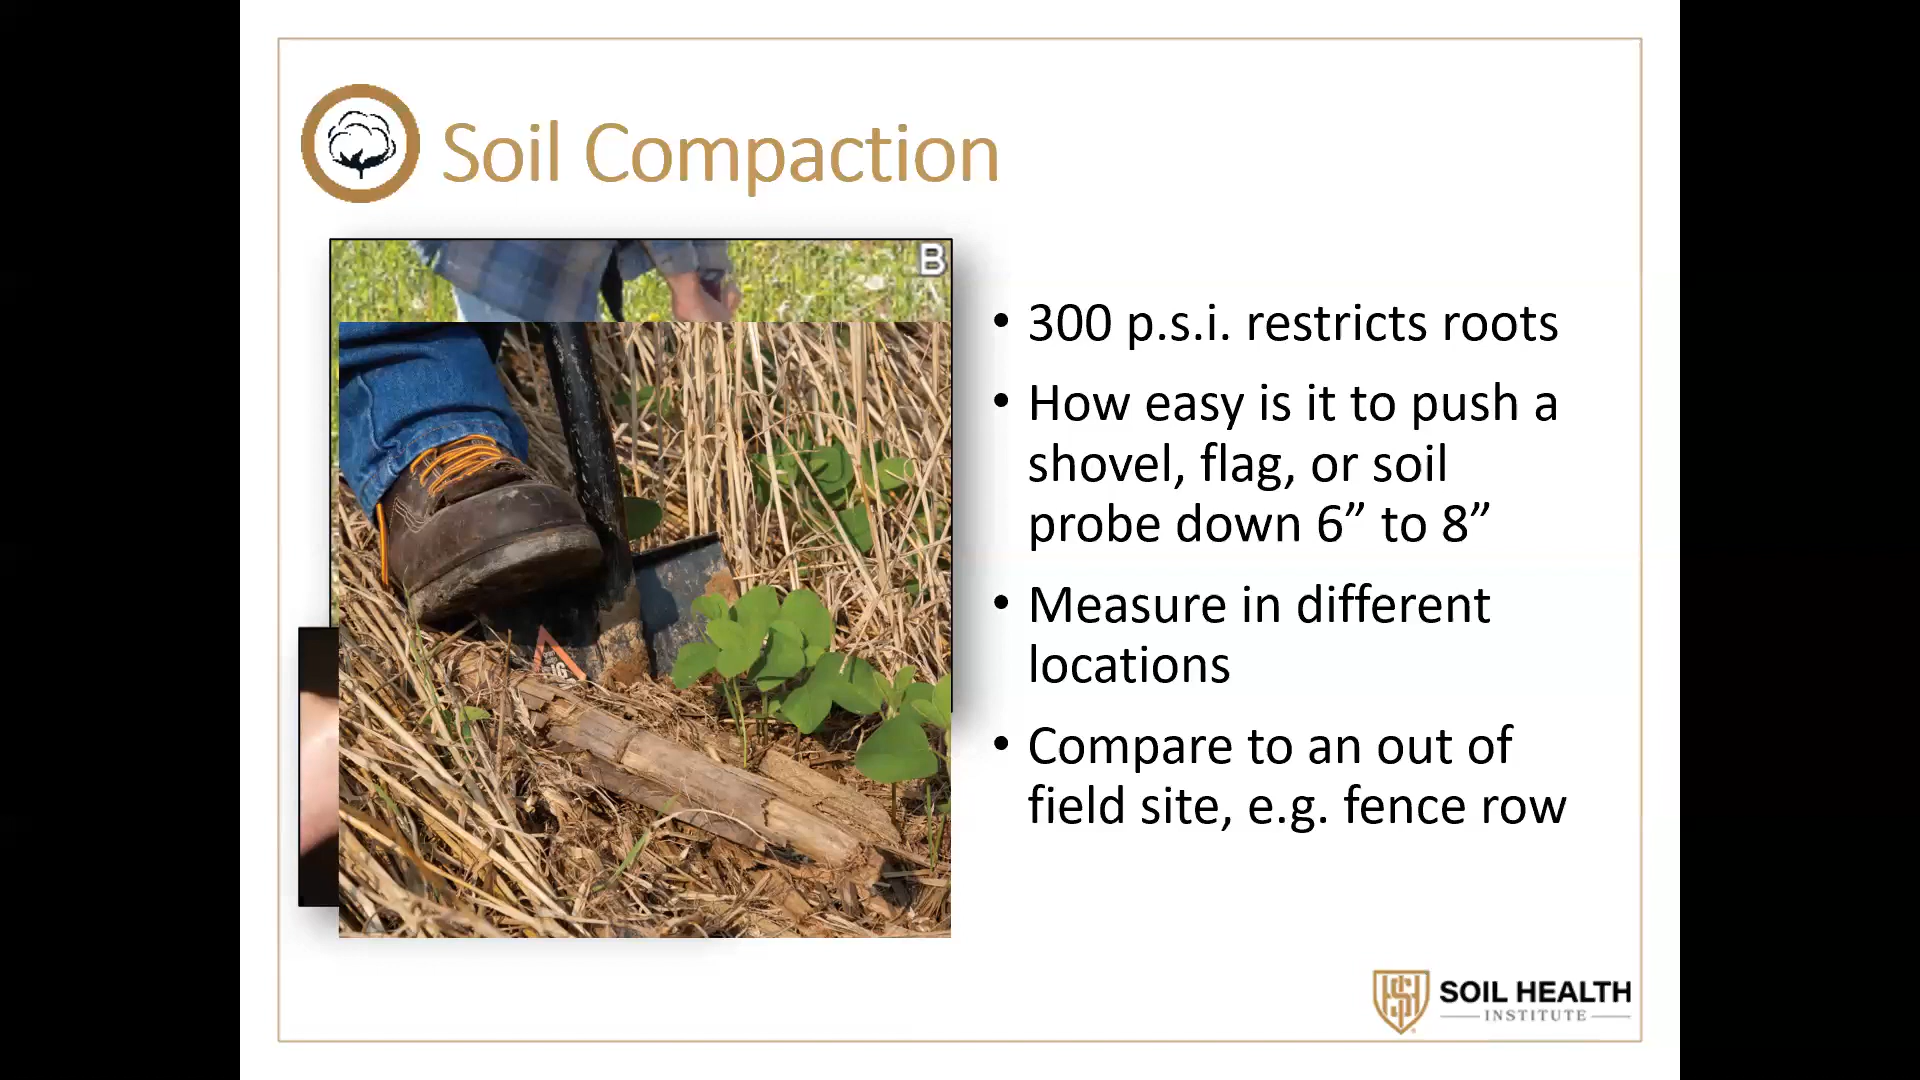 Soil Compaction
B
• 300 p.s.i. restricts roots
• How easy is it to push a
shovel, flag, or soil
probe down 6” to 8”
• Measure in different
locations
• Compare to an out of
field site, e.g. fence row
SOIL HEALTH
INSTITUTE